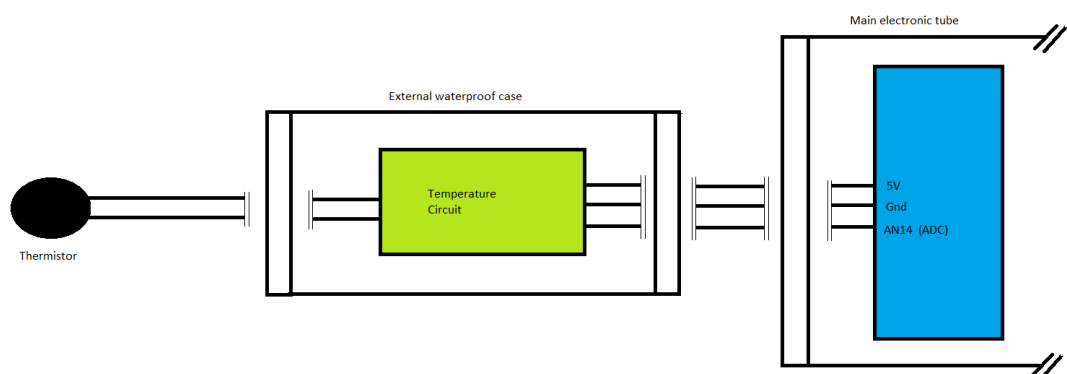 Main electronic tube
External waterproof case
Temperature
Circuit
5V
Gnd
AN14 (ADC)
Thermistor